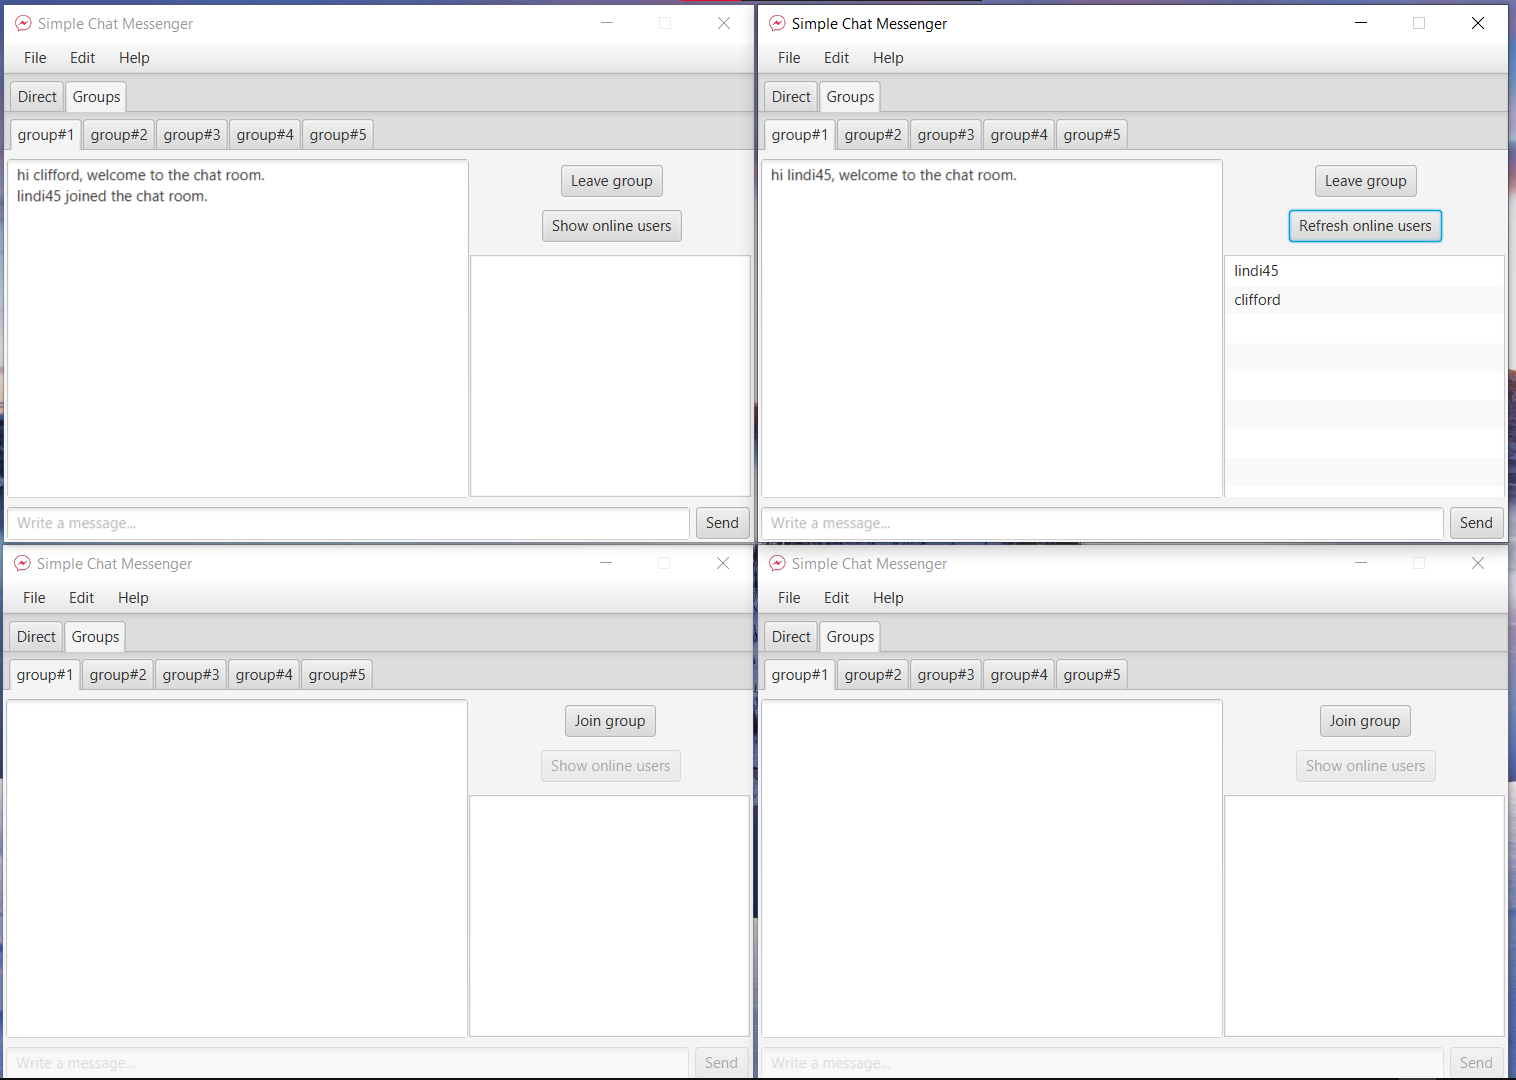 Simple Chat Messenger
File Edit Help
Direct Groups
group#1 group#2 group#3 group#4 group#5
hi clifford, welcome to the chat room.
lindi45 joined the chat room.
Leave group
Show online users
Write a message...
Send
Simple Chat Messenger
File Edit Help
Direct Groups
group#1 group#2 group#3 group#4 group#5
hi lindi45, welcome to the chat room.
Leave group
Refresh online users
lindi45
clifford
Write a message...
Send
Simple Chat Messenger
File Edit Help
Direct Groups
group#1 group#2 group#3 group#4 group#5
Join group
Show online users
Write a message...
Send
Simple Chat Messenger
File Edit Help
Direct Groups
group#1 group#2 group#3 group#4 group#5
Join group
Show online users
Write a message...
Send